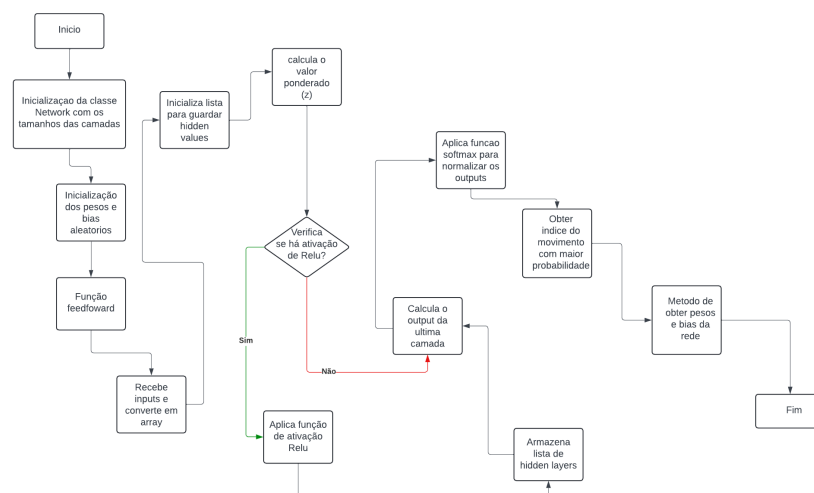 Inicio
Inicializaçao da classe
Network com os
tamanhos das camadas
Inicialização
dos pesos e
bias
aleatorios
Função
feedfoward
Recebe
inputs e
converte em
array
Inicializa lista
para guardar
hidden
values
calcula o
valor
ponderado
(z)
Verifica
se há ativação
de Relu?
Sim
Não
Aplica função
de ativação
Relu
Armazena
lista de
hidden layers
Calcula o
output da
ultima
camada
Aplica funcao
softmax para
normalizar os
outputs
Obter
indice do
movimento
com maior
probabilidade
Metodo de
obter pesos
e bias da
rede
Fim